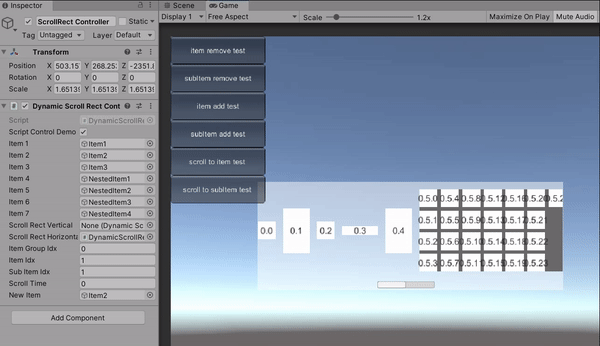 Inspector
ScrollRect Controller
Static
Tag Untagged Layer Default
Transform
Position X 503.15 Y 268.25 Z -2351.
Rotation X 0 Y 0 Z 0
Scale X 1.6513 Y 1.6513 Z 1.6513
Dynamic Scroll Rect Cont
Script DynamicScrollRe
Script Control Demo
Item 1 Item1
Item 2 Item2
Item 3 Item3
Item 4 NestedItem1
Item 5 NestedItem2
Item 6 NestedItem3
Item 7 NestedItem4
Scroll Rect Vertical None (Dynamic Sc
Scroll Rect Horizonta DynamicScrollR
Item Group Idx 0
Item Idx 1
Sub Item Idx 1
Scroll Time 0
New Item Item2
Add Component
Scene Game
Display 1 Free Aspect Scale 1.2x Maximize On Play Mute Audio
item remove test
subItem remove test
item add test
subItem add test
scroll to item test
scroll to subItem test
0.0 0.1 0.2 0.3 0.4
0.5.0 0.5.4 0.5.8 0.5.12 0.5.16 0.5.20 0.5.2
0.5.1 0.5.5 0.5.9 0.5.13 0.5.17 0.5.21
0.5.2 0.5.6 0.5.10 0.5.14 0.5.18 0.5.22
0.5.3 0.5.7 0.5.11 0.5.15 0.5.19 0.5.23